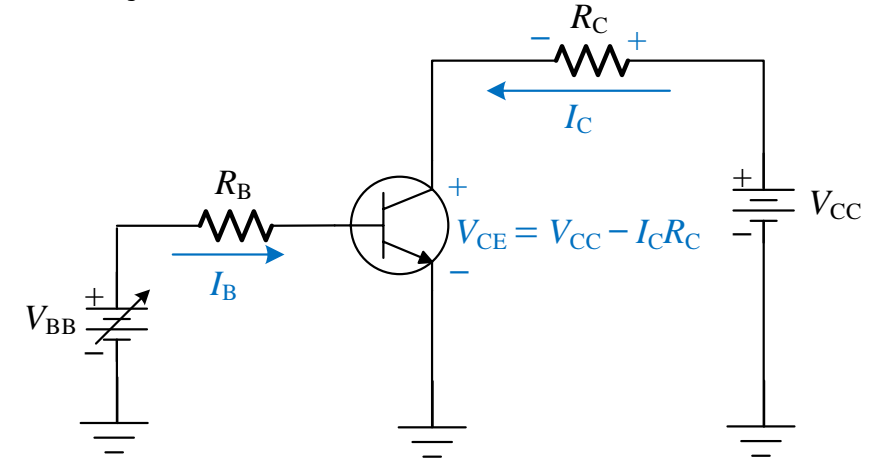 R_C
− +
I_C
R_B
+
+
V_CC
V_CE = V_CC − I_C R_C
−
−
I_B
+
V_BB
−